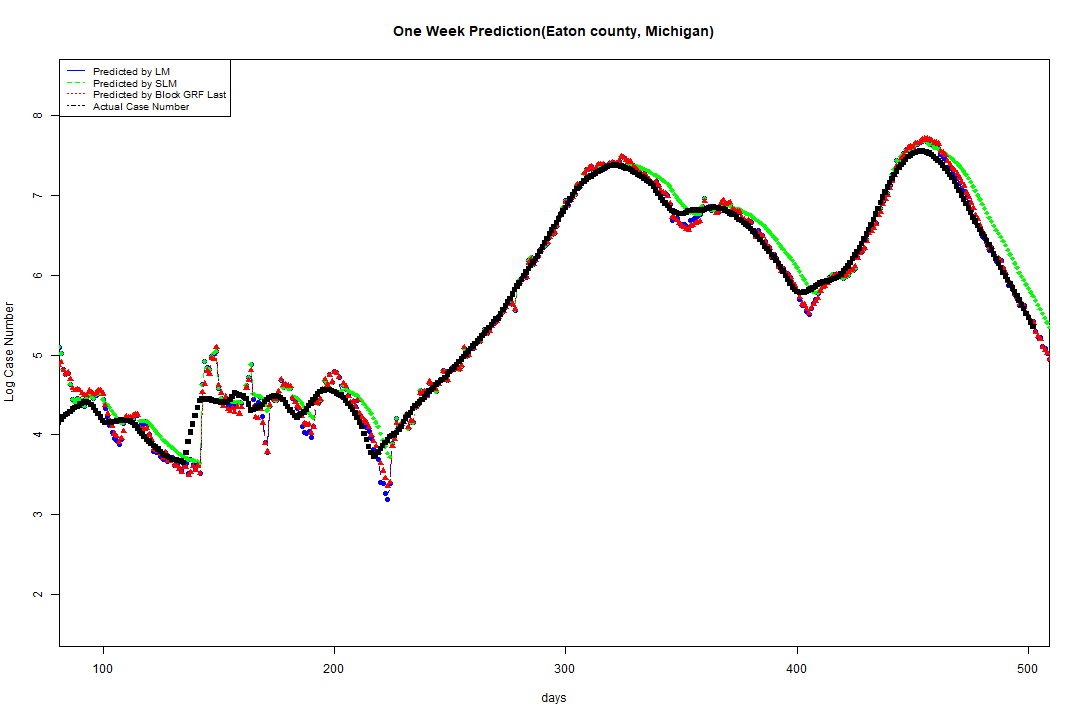 One Week Prediction(Eaton county, Michigan)
Predicted by LM
Predicted by SLM
Predicted by Block GRF Last
Actual Case Number
8
7
6
5
4
3
2
Log Case Number
100 200 300 400 500
days